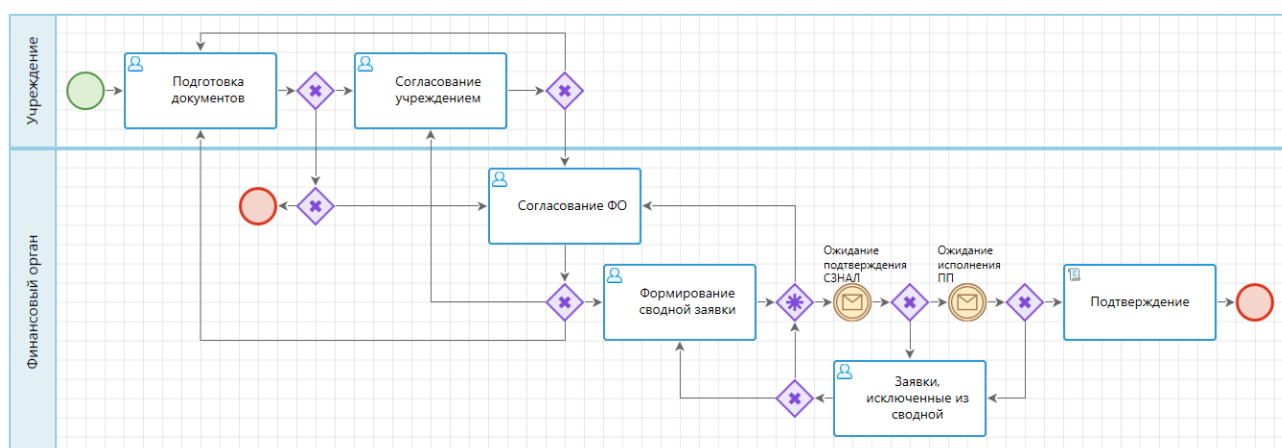 Учреждение
Подготовка
документов
Согласование
учреждением
Финансовый орган
Согласование ФО
Формирование
сводной заявки
Ожидание
подтверждения
СЗНАЛ
Ожидание
исполнения
ПП
Подтверждение
Заявки,
исключенные из
сводной